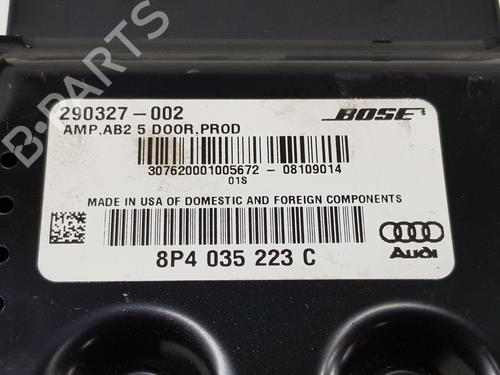 B-PARTS
290327-002
BOSE
AMP.AB2 5 DOOR.PROD
307620001005672 - 08109014
01S
MADE IN USA OF DOMESTIC AND FOREIGN COMPONENTS
Audi
8P4 035 223 C